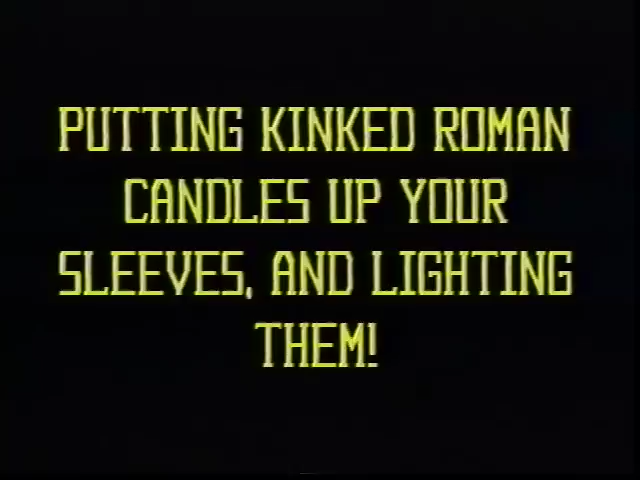 PUTTING KINKED ROMAN
CANDLES UP YOUR
SLEEVES, AND LIGHTING
THEM!